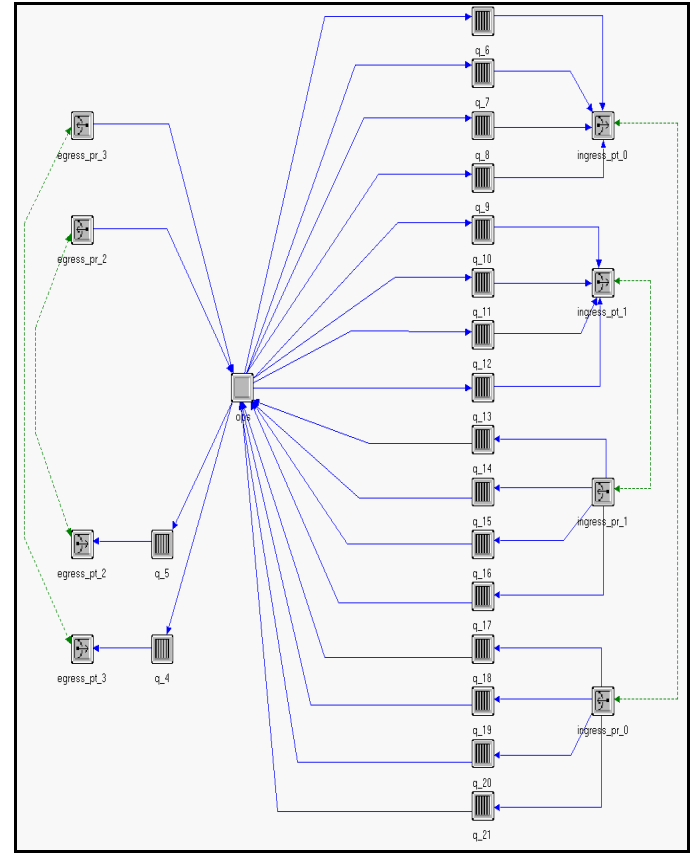 q_6
q_7
q_8
q_9
q_10
q_11
q_12
q_13
q_14
q_15
q_16
q_17
q_18
q_19
q_20
q_21
ingress_pt_0
ingress_pt_1
ingress_pr_1
ingress_pr_0
egress_pr_3
egress_pr_2
ops
egress_pt_2
q_5
egress_pt_3
q_4